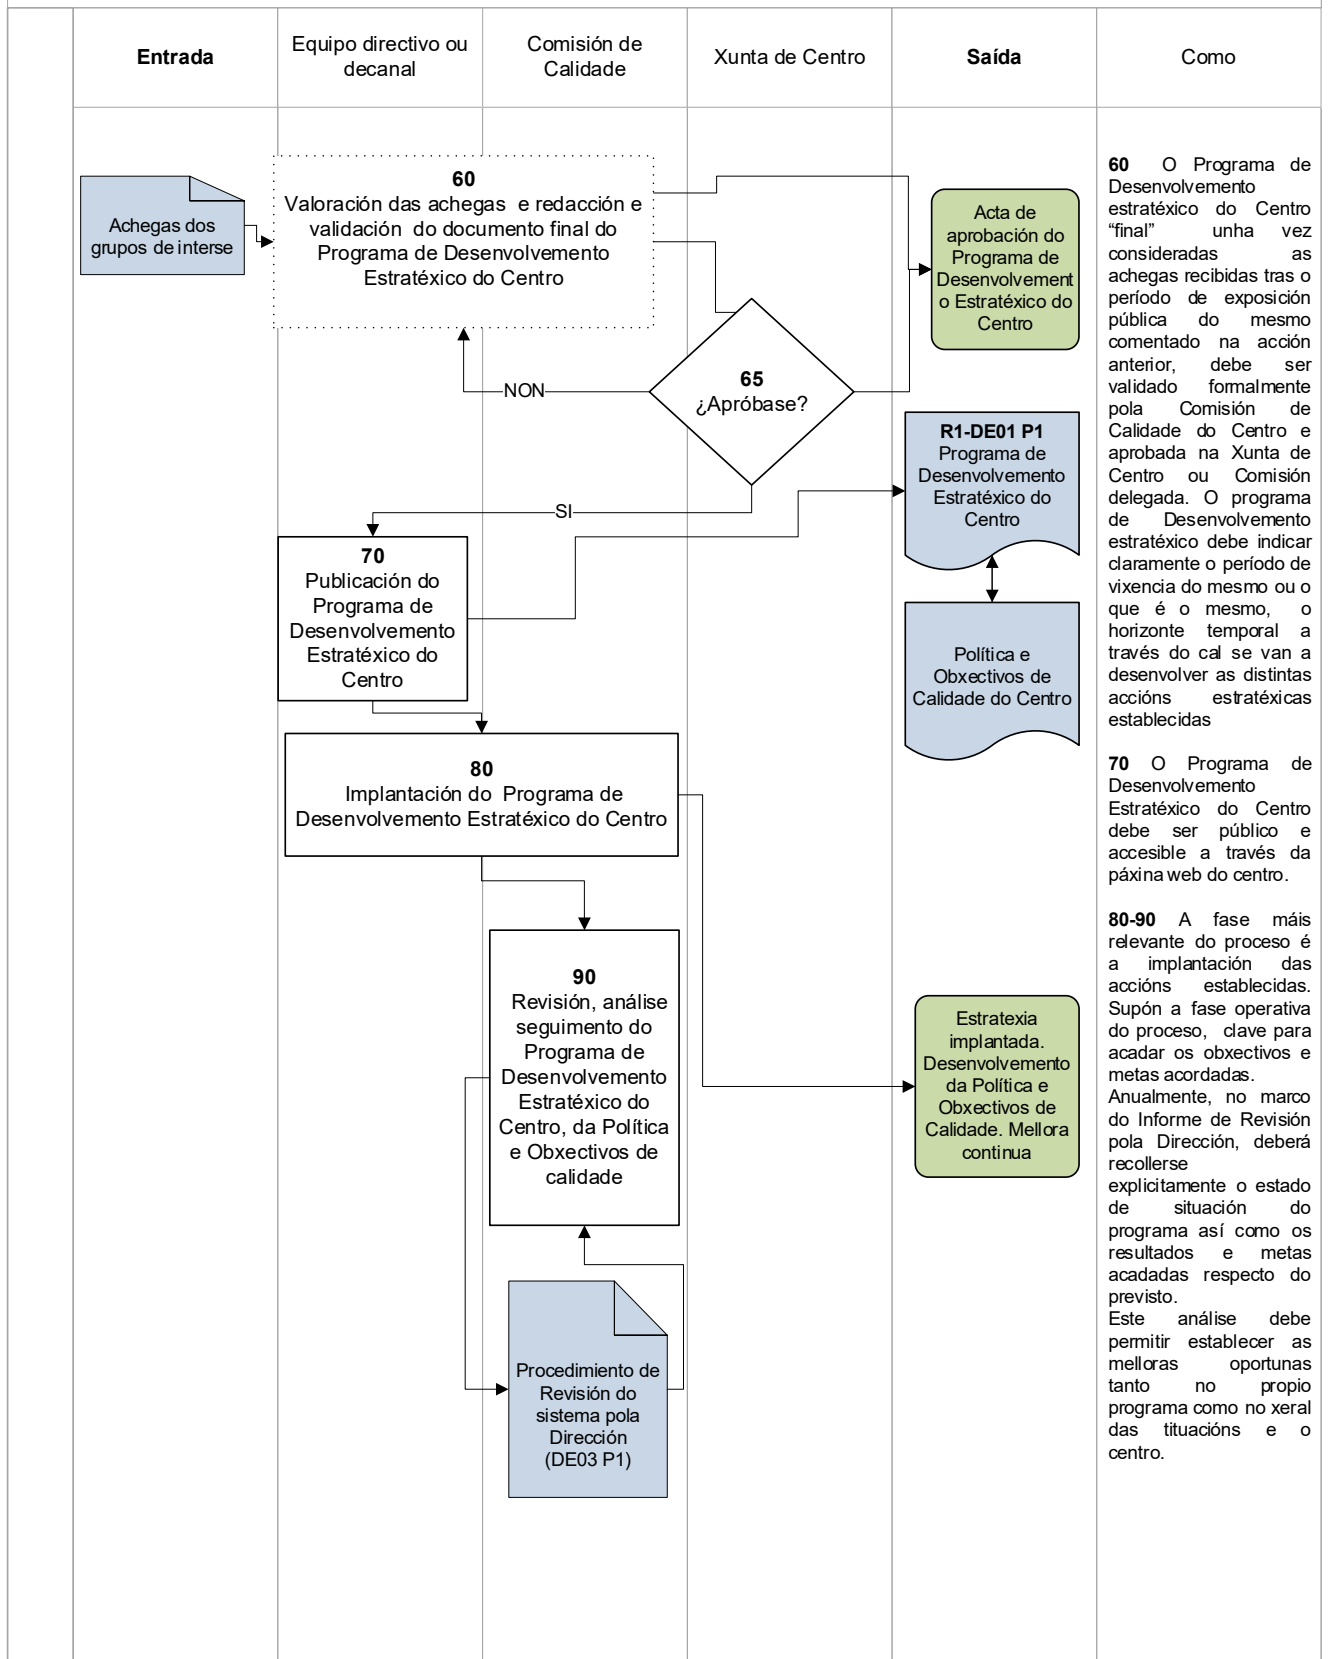 Entrada
Equipo directivo ou
decanal
Comisión de
Calidade
Xunta de Centro
Saída
Como
Achegas dos
grupos de interse
60
Valoración das achegas e redacción e
validación do documento final do
Programa de Desenvolvemento
Estratéxico do Centro
Acta de
aprobación do
Programa de
Desenvolvement
o Estratéxico do
Centro
65
¿Apróbase?
NON
SI
R1-DE01 P1
Programa de
Desenvolvemento
Estratéxico do
Centro
70
Publicación do
Programa de
Desenvolvemento
Estratéxico do
Centro
Política e
Obxectivos de
Calidade do Centro
80
Implantación do Programa de
Desenvolvemento Estratéxico do Centro
90
Revisión, análise
seguimento do
Programa de
Desenvolvemento
Estratéxico do
Centro, da Política
e Obxectivos de
calidade
Estratexia
implantada.
Desenvolvemento
da Política e
Obxectivos de
Calidade. Mellora
continua
Procedimiento de
Revisión do
sistema pola
Dirección
(DE03 P1)
60 O Programa de
Desenvolvemento
estratéxico do Centro
“final” unha vez
consideradas as
achegas recibidas tras o
período de exposición
pública do mesmo
comentado na acción
anterior, debe ser
validado formalmente
pola Comisión de
Calidade do Centro e
aprobada na Xunta de
Centro ou Comisión
delegada. O programa
de Desenvolvemento
estratéxico debe indicar
claramente o período de
vixencia do mesmo ou o
que é o mesmo, o
horizonte temporal a
través do cal se van a
desenvolver as distintas
accións estratéxicas
establecidas
70 O Programa de
Desenvolvemento
Estratéxico do Centro
debe ser público e
accesible a través da
páxina web do centro.
80-90 A fase máis
relevante do proceso é
a implantación das
accións establecidas.
Supón a fase operativa
do proceso, clave para
acadar os obxectivos e
metas acordadas.
Anualmente, no marco
do Informe de Revisión
pola Dirección, deberá
recollerse
explicitamente o estado
de situación do
programa así como os
resultados e metas
acadadas respecto do
previsto.
Este análise debe
permitir establecer as
melloras oportunas
tanto no propio
programa como no xeral
das tituacións e o
centro.